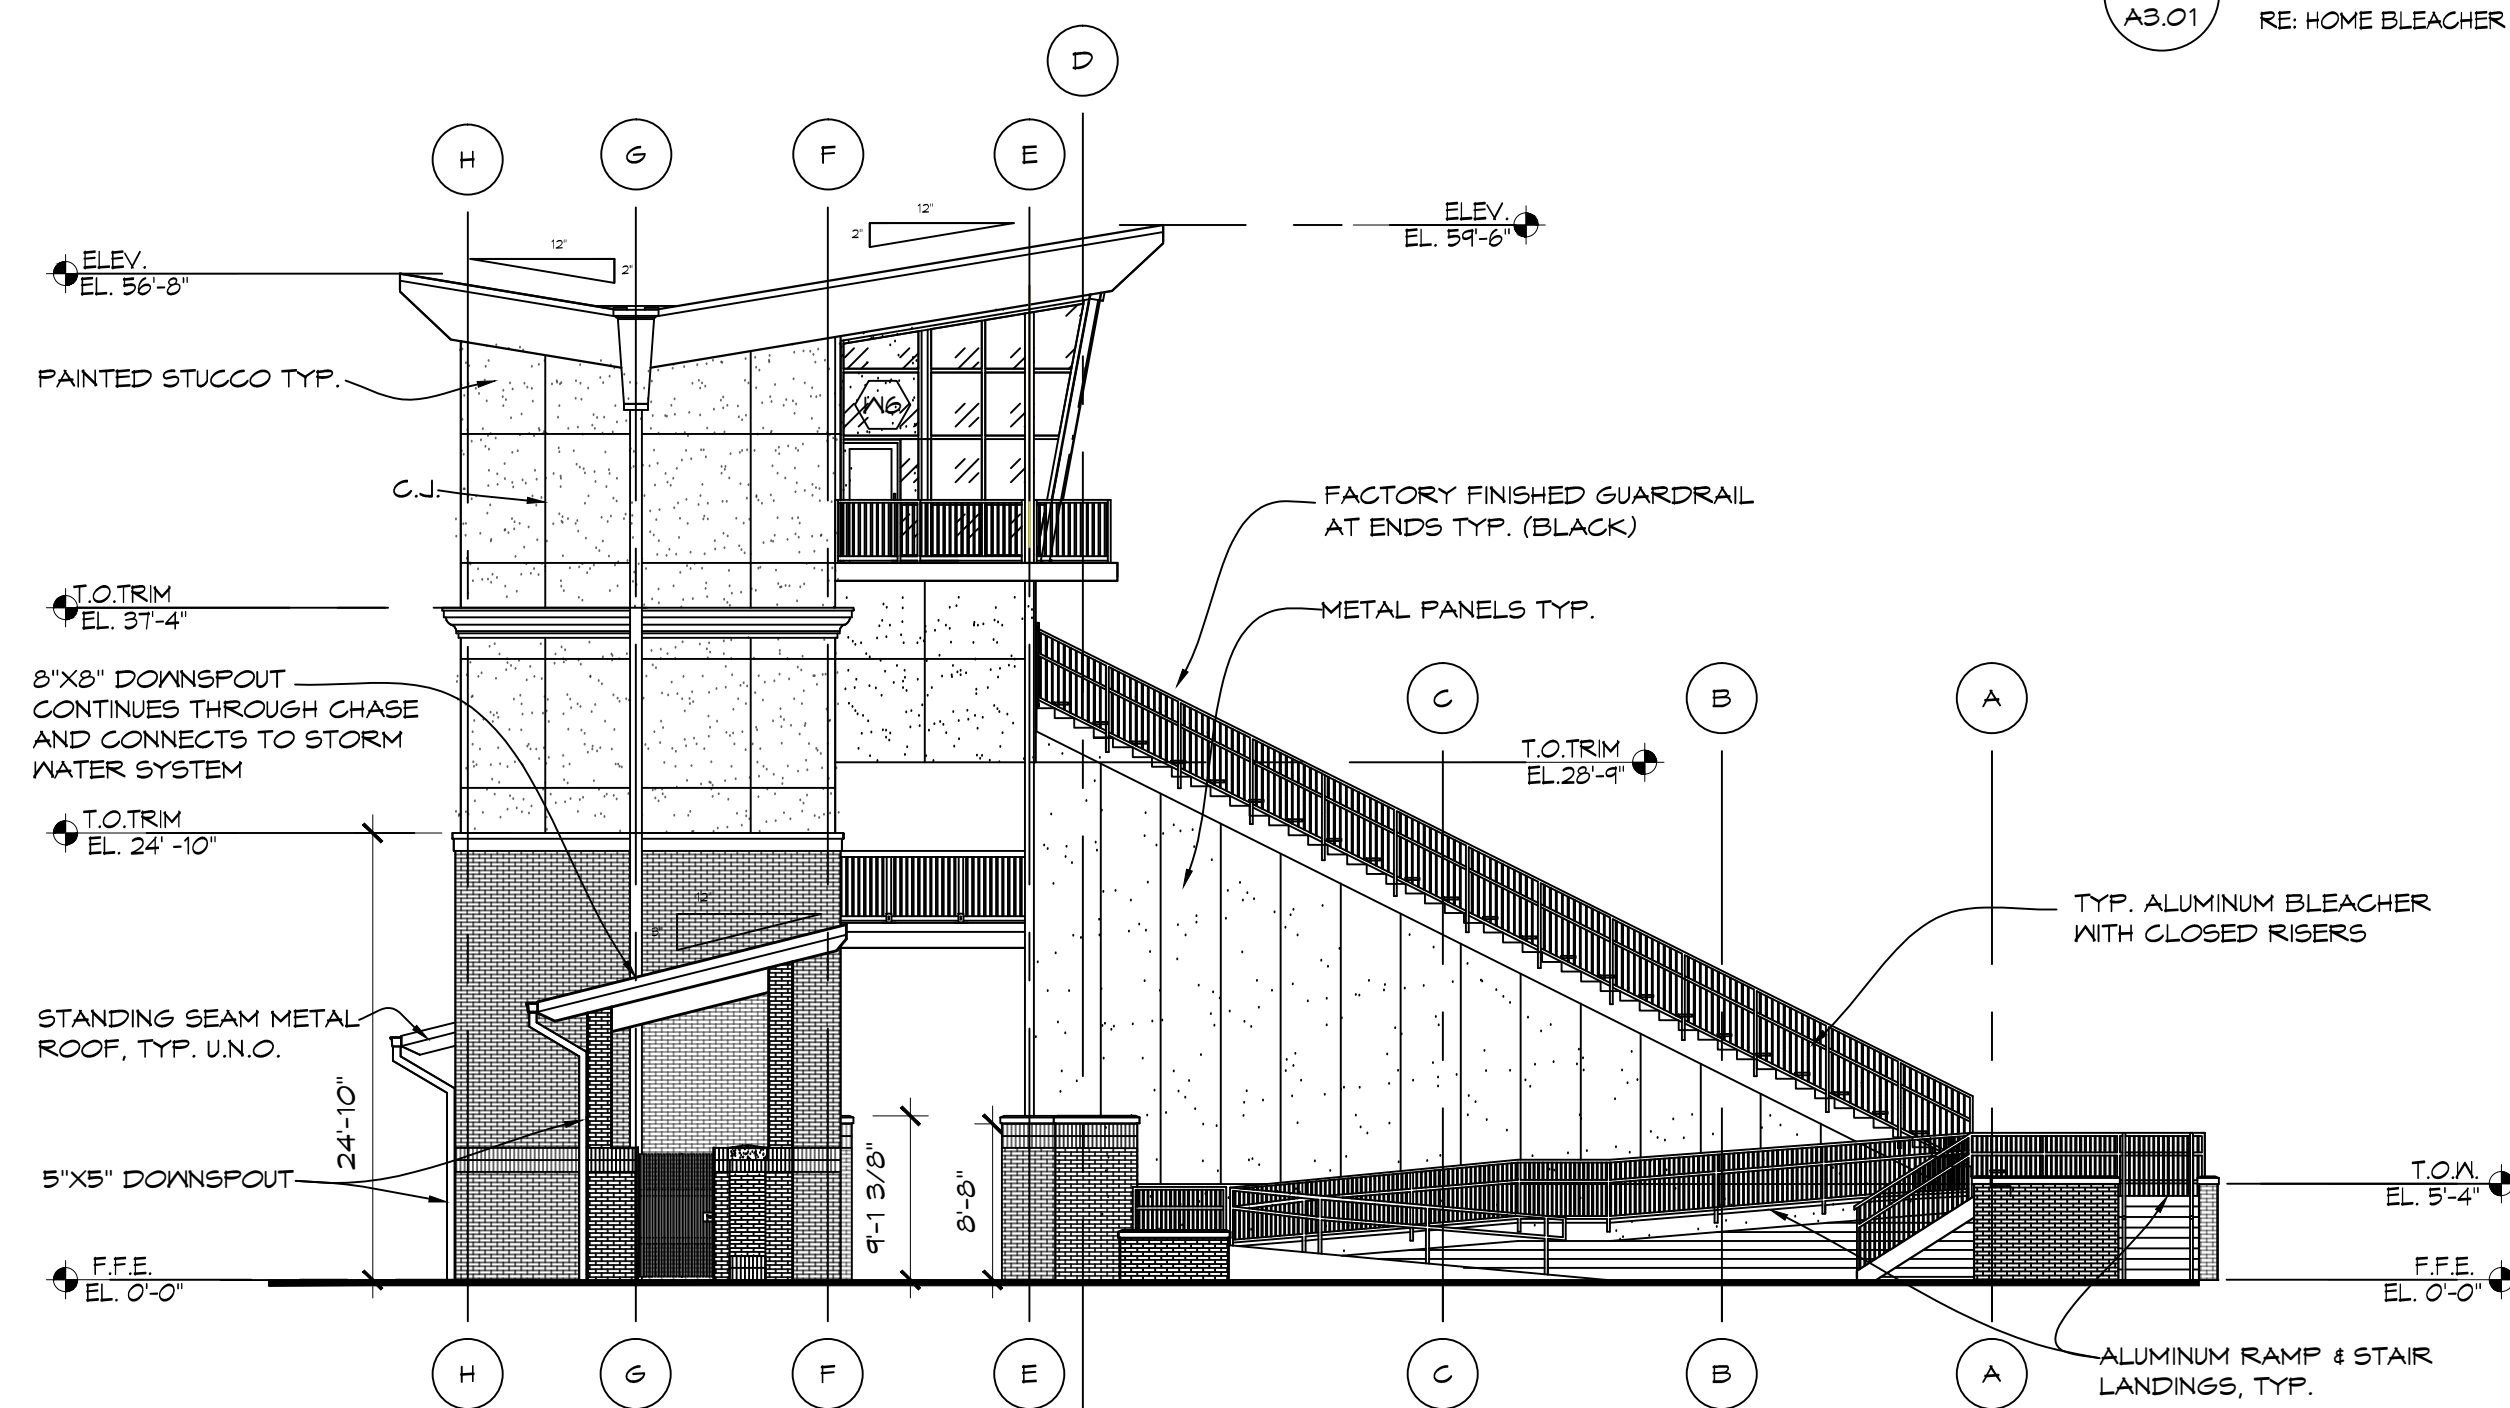 A3.01
RE: HOME BLEACHER
D
H
G
F
E
12"
2"
12"
2"
ELEV.
EL. 59'-6"
ELEV.
EL. 56'-8"
PAINTED STUCCO TYP.
W6
C.J.
FACTORY FINISHED GUARDRAIL
AT ENDS TYP. (BLACK)
T.O.TRIM
EL. 37'-4"
METAL PANELS TYP.
8"X8" DOWNSPOUT
CONTINUES THROUGH CHASE
AND CONNECTS TO STORM
WATER SYSTEM
C
B
A
T.O.TRIM
EL.28'-9"
T.O.TRIM
EL. 24' -10"
12"
3"
TYP. ALUMINUM BLEACHER
WITH CLOSED RISERS
STANDING SEAM METAL
ROOF, TYP. U.N.O.
24'-10"
9'-1 3/8"
8'-8"
5"X5" DOWNSPOUT
T.O.W.
EL. 5'-4"
F.F.E.
EL. 0'-0"
F.F.E.
EL. 0'-0"
ALUMINUM RAMP & STAIR
LANDINGS, TYP.
H
G
F
E
C
B
A